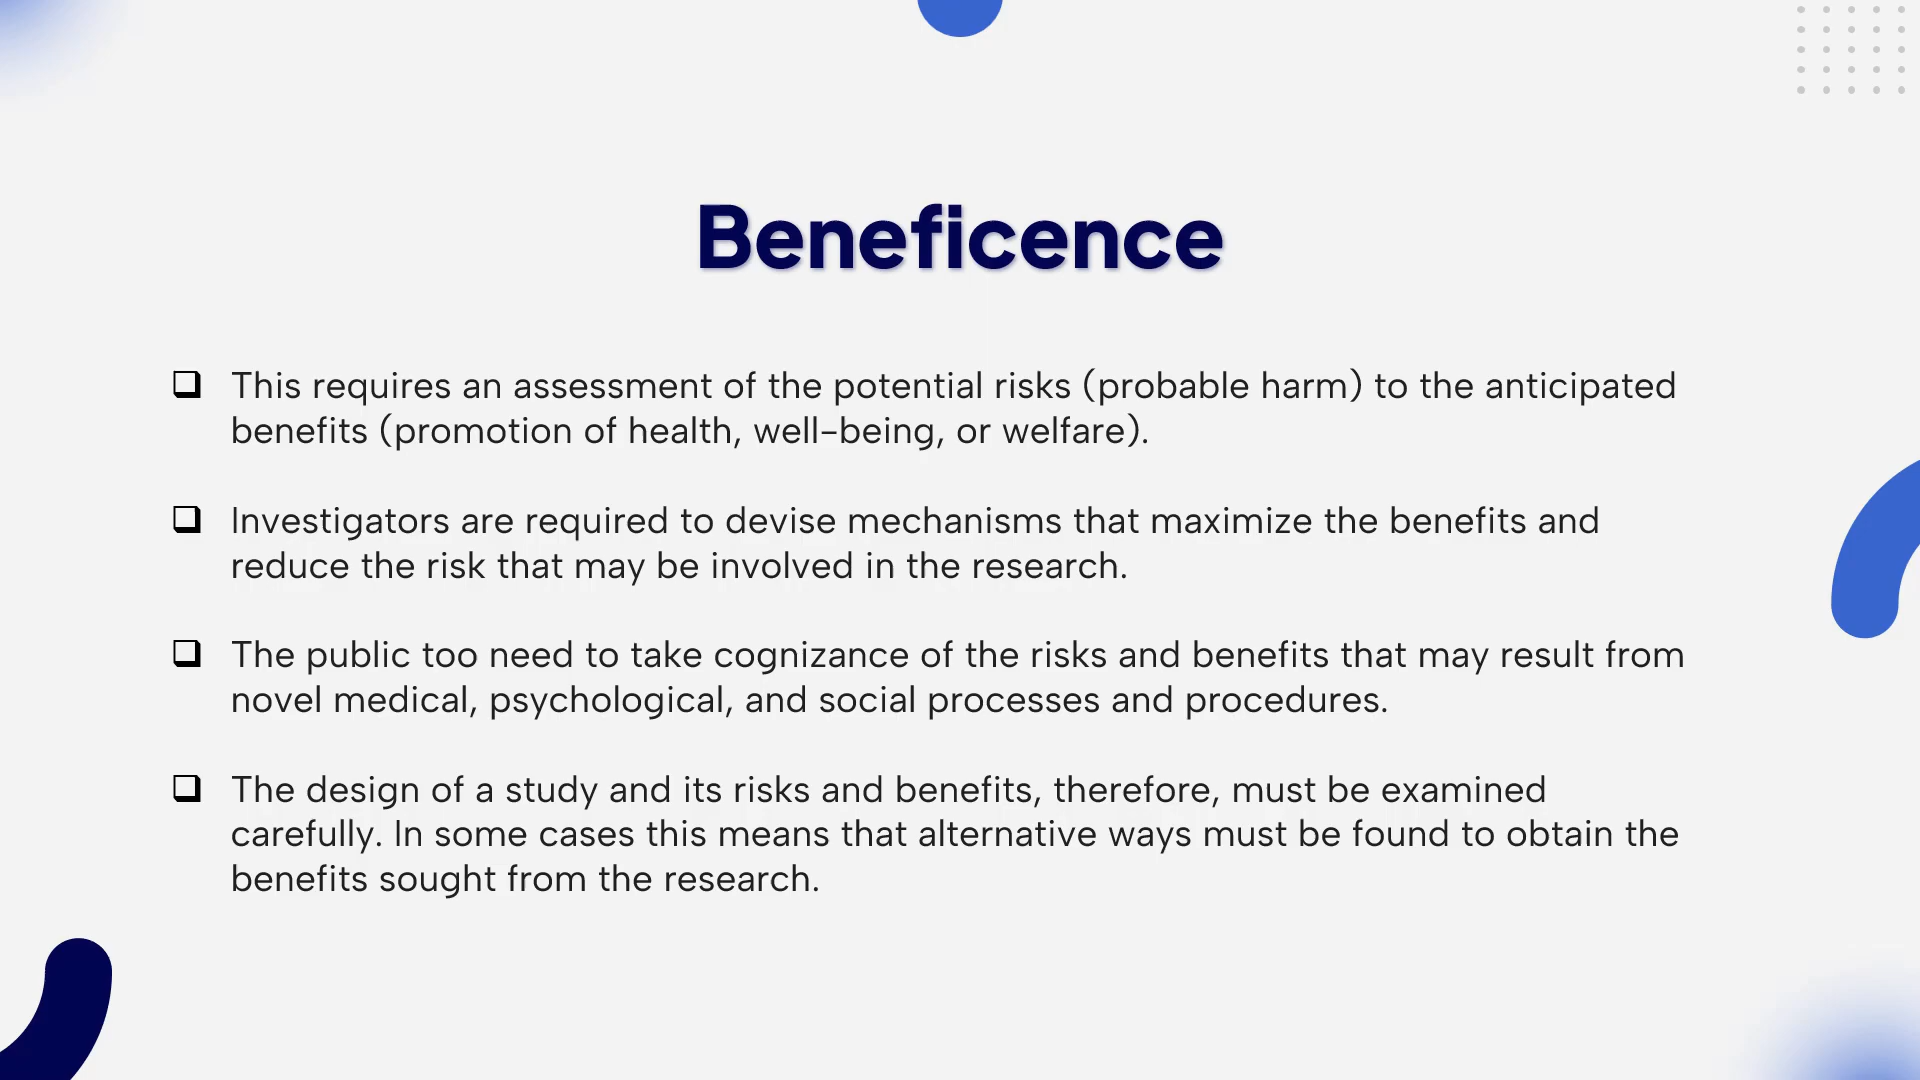 Beneficence
❑ This requires an assessment of the potential risks (probable harm) to the anticipated
benefits (promotion of health, well-being, or welfare).
❑ Investigators are required to devise mechanisms that maximize the benefits and
reduce the risk that may be involved in the research.
❑ The public too need to take cognizance of the risks and benefits that may result from
novel medical, psychological, and social processes and procedures.
❑ The design of a study and its risks and benefits, therefore, must be examined
carefully. In some cases this means that alternative ways must be found to obtain the
benefits sought from the research.